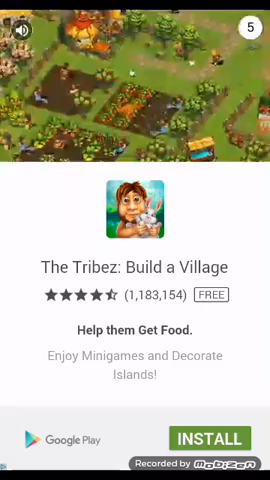 5
The Tribez: Build a Village
(1,183,154) FREE
Help them Get Food.
Enjoy Minigames and Decorate
Islands!
Google Play
INSTALL
Recorded by Mobizen